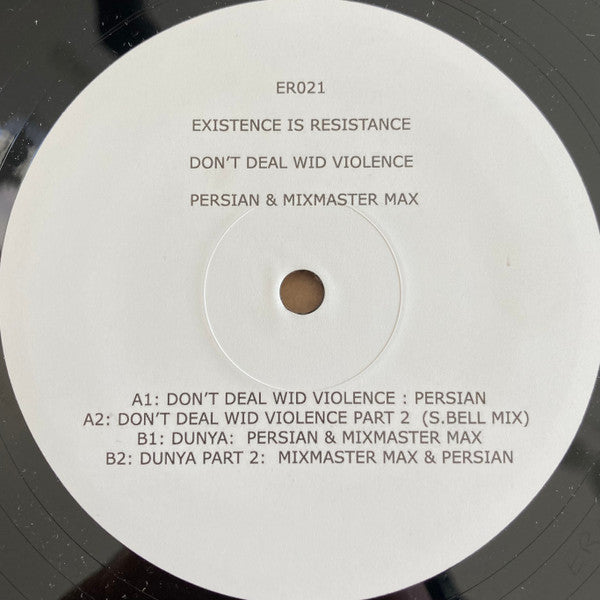 ER021
EXISTENCE IS RESISTANCE
DON'T DEAL WID VIOLENCE
PERSIAN & MIXMASTER MAX
A1: DON'T DEAL WID VIOLENCE : PERSIAN
A2: DON'T DEAL WID VIOLENCE PART 2 (S.BELL MIX)
B1: DUNYA: PERSIAN & MIXMASTER MAX
B2: DUNYA PART 2: MIXMASTER MAX & PERSIAN